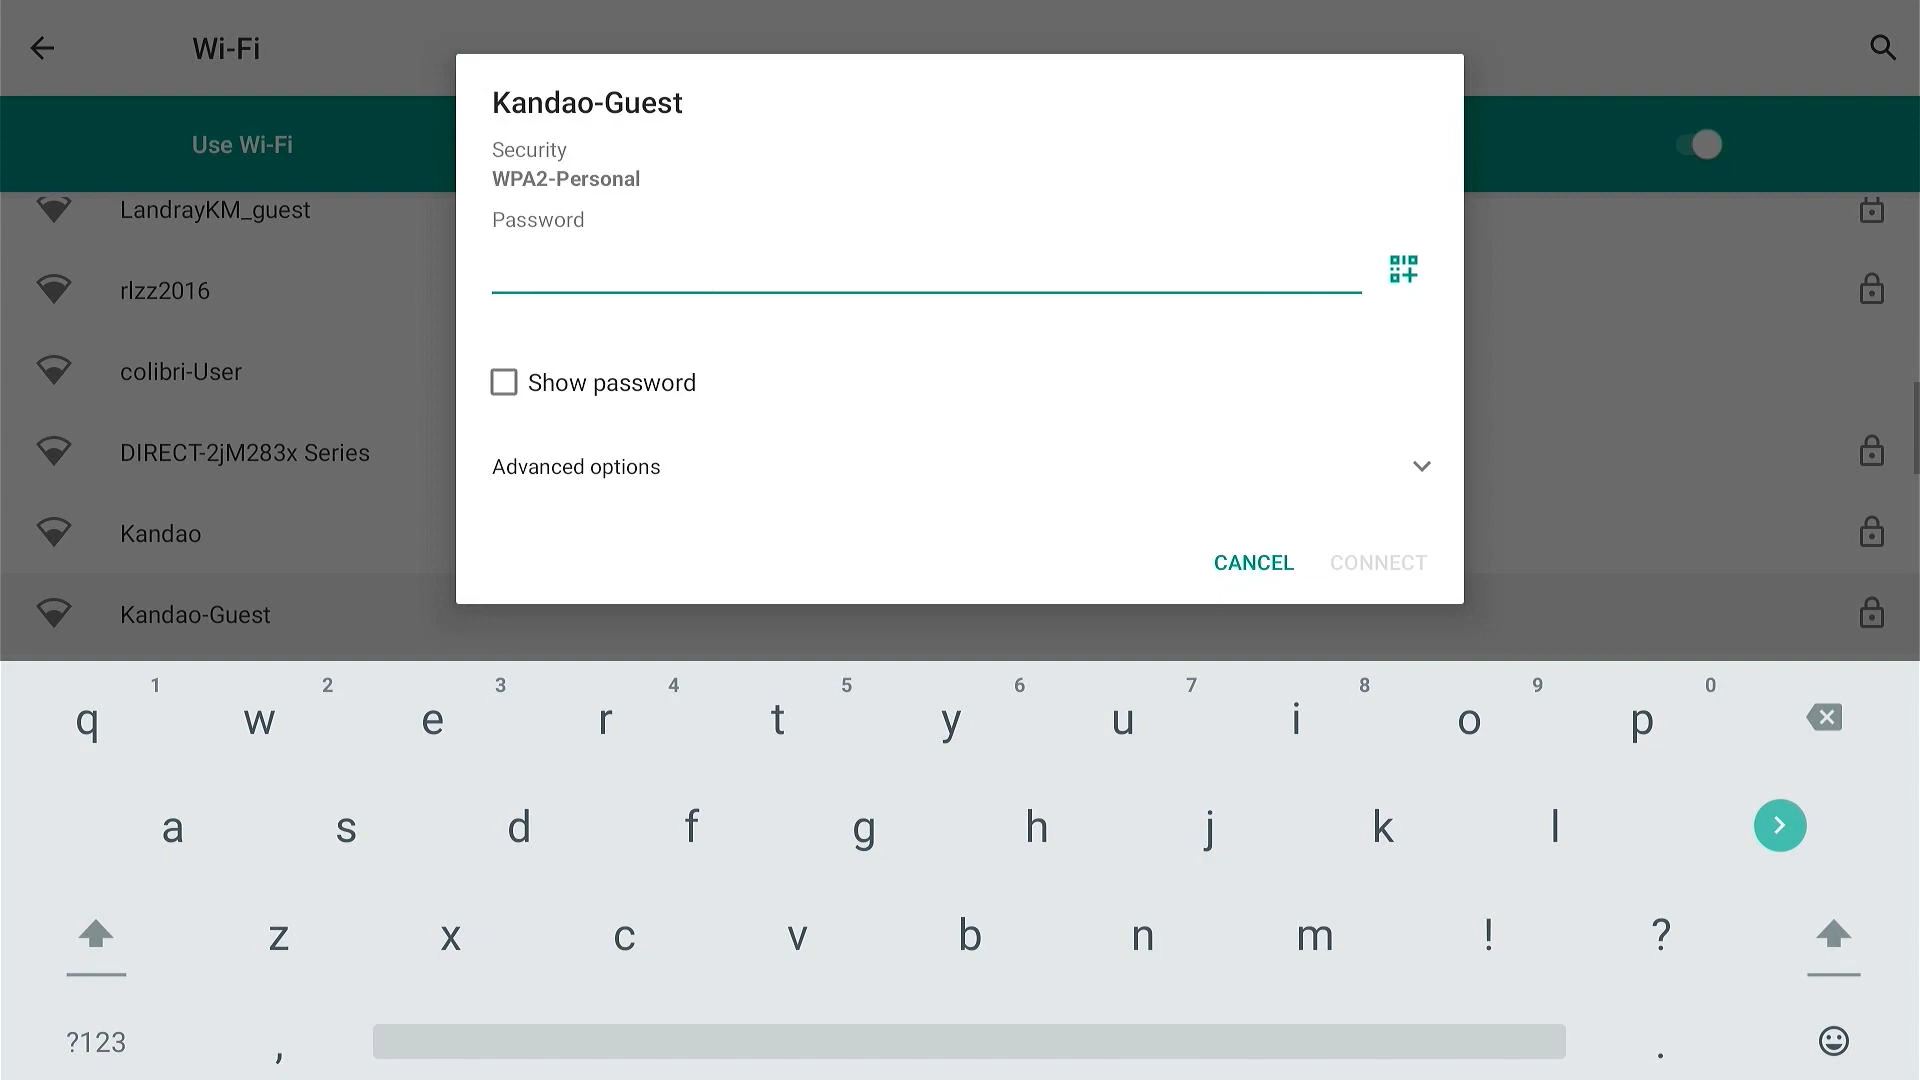 Wi-Fi
Use Wi-Fi
LandrayKM_guest
rlzz2016
colibri-User
DIRECT-2jM283x Series
Kandao
Kandao-Guest
Kandao-Guest
Security
WPA2-Personal
Password
Show password
Advanced options
CANCEL CONNECT
1 2 3 4 5 6 7 8 9 0
q w e r t y u i o p
a s d f g h j k l
z x c v b n m ! ?
?123 , .